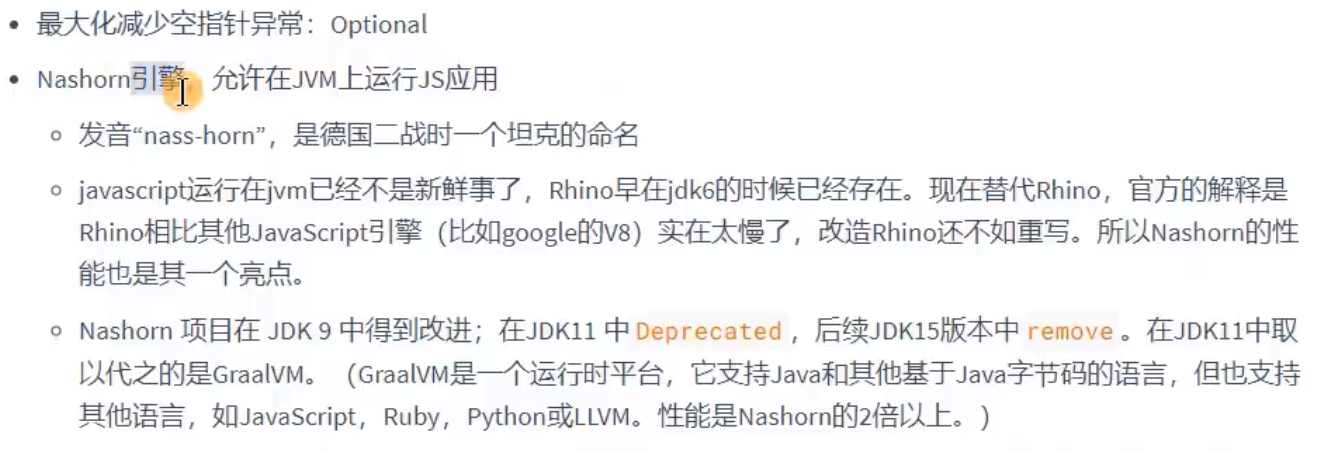 • 最大化减少空指针异常：Optional
• Nashorn引擎，允许在JVM上运行JS应用
◦ 发音“nass-horn”，是德国二战时一个坦克的命名
◦ javascript运行在jvm已经不是新鲜事了，Rhino早在jdk6的时候已经存在。现在替代Rhino，官方的解释是
Rhino相比其他JavaScript引擎（比如google的V8）实在太慢了，改造Rhino还不如重写。所以Nashorn的性
能也是其一个亮点。
◦ Nashorn 项目在 JDK 9 中得到改进；在JDK11 中 Deprecated ，后续JDK15版本中 remove 。在JDK11中取
以代之的是GraalVM。（GraalVM是一个运行时平台，它支持Java和其他基于Java字节码的语言，但也支持
其他语言，如JavaScript，Ruby，Python或LLVM。性能是Nashorn的2倍以上。）